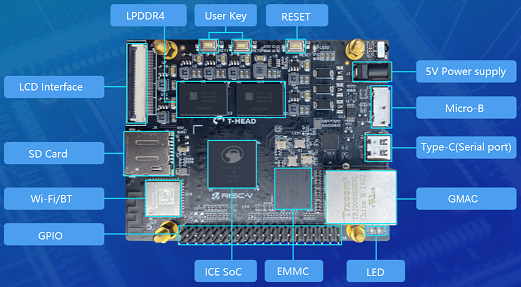 LPDDR4
User Key
RESET
LCD Interface
5V Power supply
Micro-B
T-HEAD
SD Card
Type-C(Serial port)
Wi-Fi/BT
RISC-V
GMAC
GPIO
ICE SoC
EMMC
LED